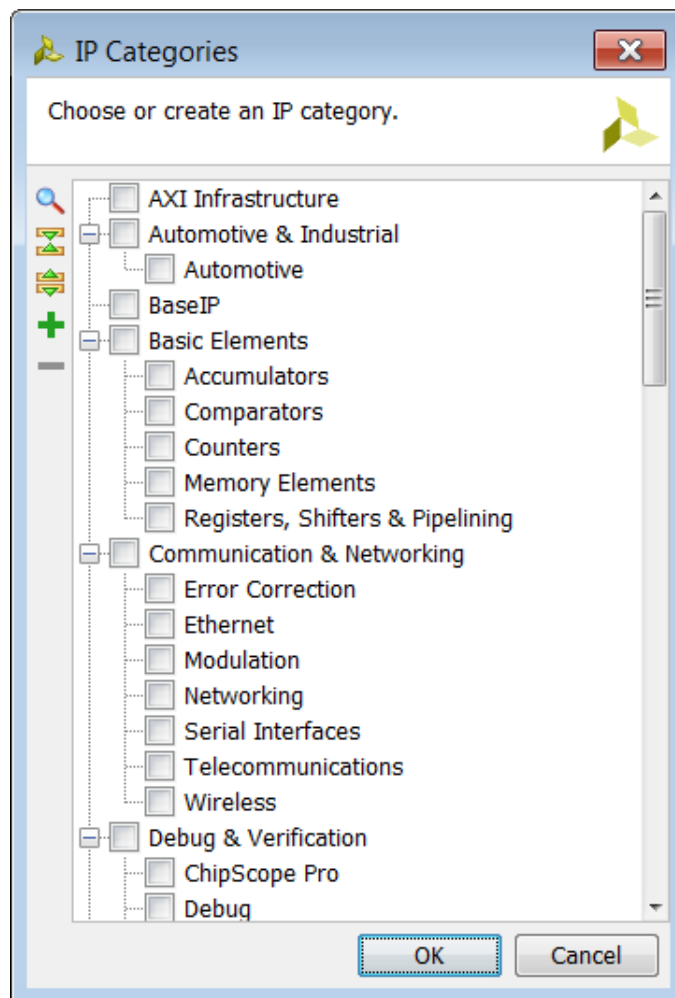 IP Categories
Choose or create an IP category.
AXI Infrastructure
Automotive & Industrial
Automotive
BaseIP
Basic Elements
Accumulators
Comparators
Counters
Memory Elements
Registers, Shifters & Pipelining
Communication & Networking
Error Correction
Ethernet
Modulation
Networking
Serial Interfaces
Telecommunications
Wireless
Debug & Verification
ChipScope Pro
Debug
OK Cancel